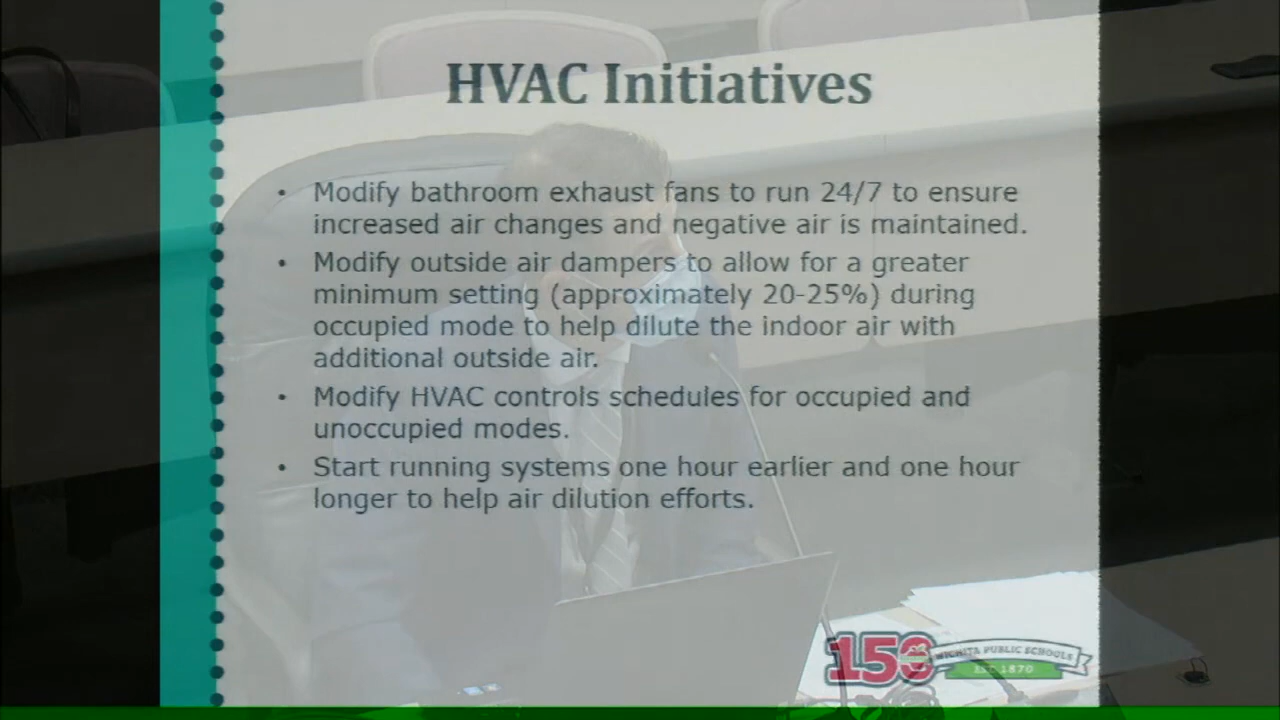 HVAC Initiatives
• Modify bathroom exhaust fans to run 24/7 to ensure
increased air changes and negative air is maintained.
• Modify outside air dampers to allow for a greater
minimum setting (approximately 20-25%) during
occupied mode to help dilute the indoor air with
additional outside air.
• Modify HVAC controls schedules for occupied and
unoccupied modes.
• Start running systems one hour earlier and one hour
longer to help air dilution efforts.
150
WICHITA PUBLIC SCHOOLS
EST 1870